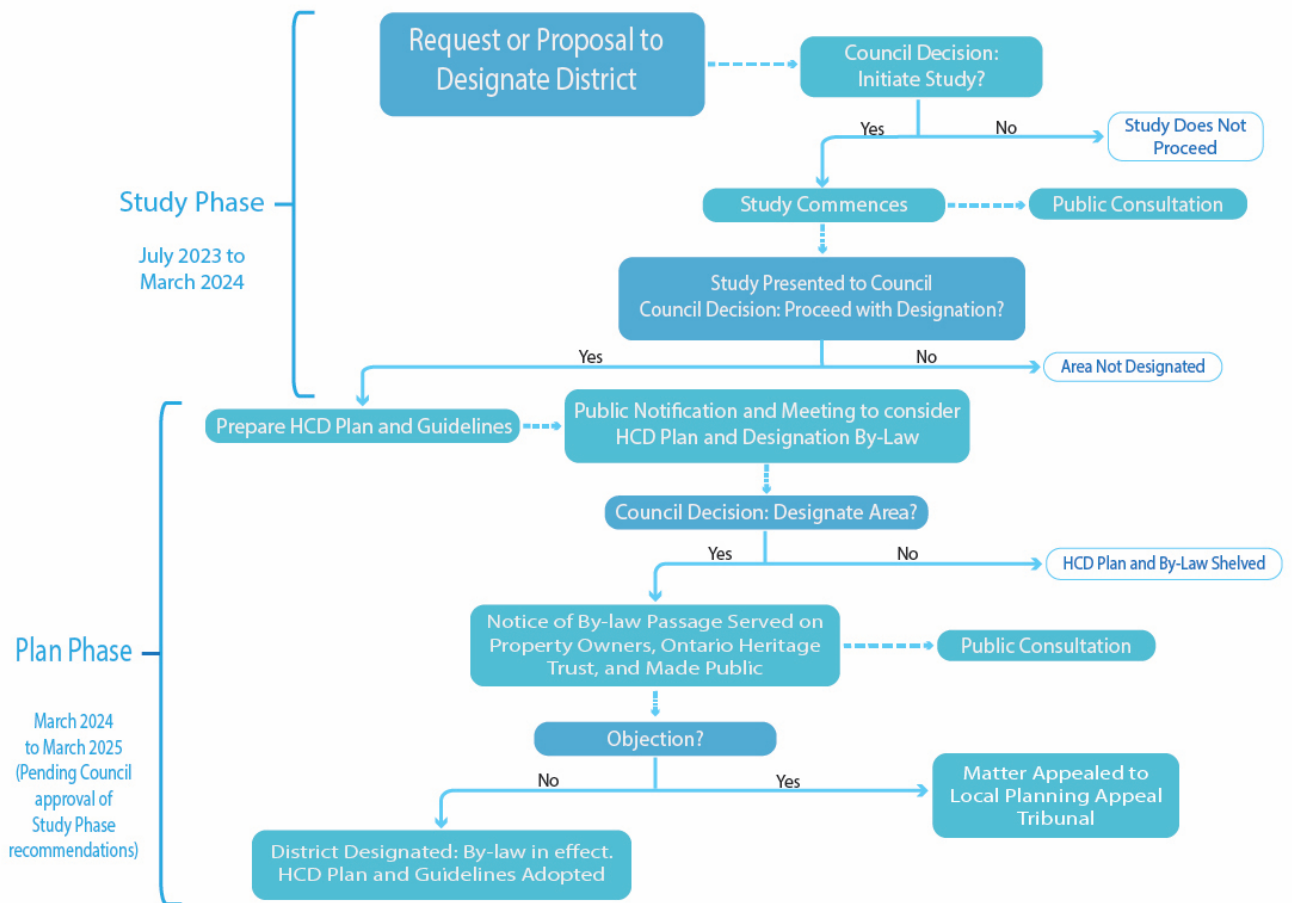 Request or Proposal to
Designate District
Council Decision:
Initiate Study?
Yes
No
Study Does Not
Proceed
Study Phase
July 2023 to
March 2024
Study Commences
Public Consultation
Study Presented to Council
Council Decision: Proceed with Designation?
Yes
No
Area Not Designated
Prepare HCD Plan and Guidelines
Public Notification and Meeting to consider
HCD Plan and Designation By-Law
Council Decision: Designate Area?
Yes
No
HCD Plan and By-Law Shelved
Plan Phase
March 2024
to March 2025
(Pending Council
approval of
Study Phase
recommendations)
Notice of By-law Passage Served on
Property Owners, Ontario Heritage
Trust, and Made Public
Public Consultation
Objection?
No
Yes
Matter Appealed to
Local Planning Appeal
Tribunal
District Designated: By-law in effect.
HCD Plan and Guidelines Adopted